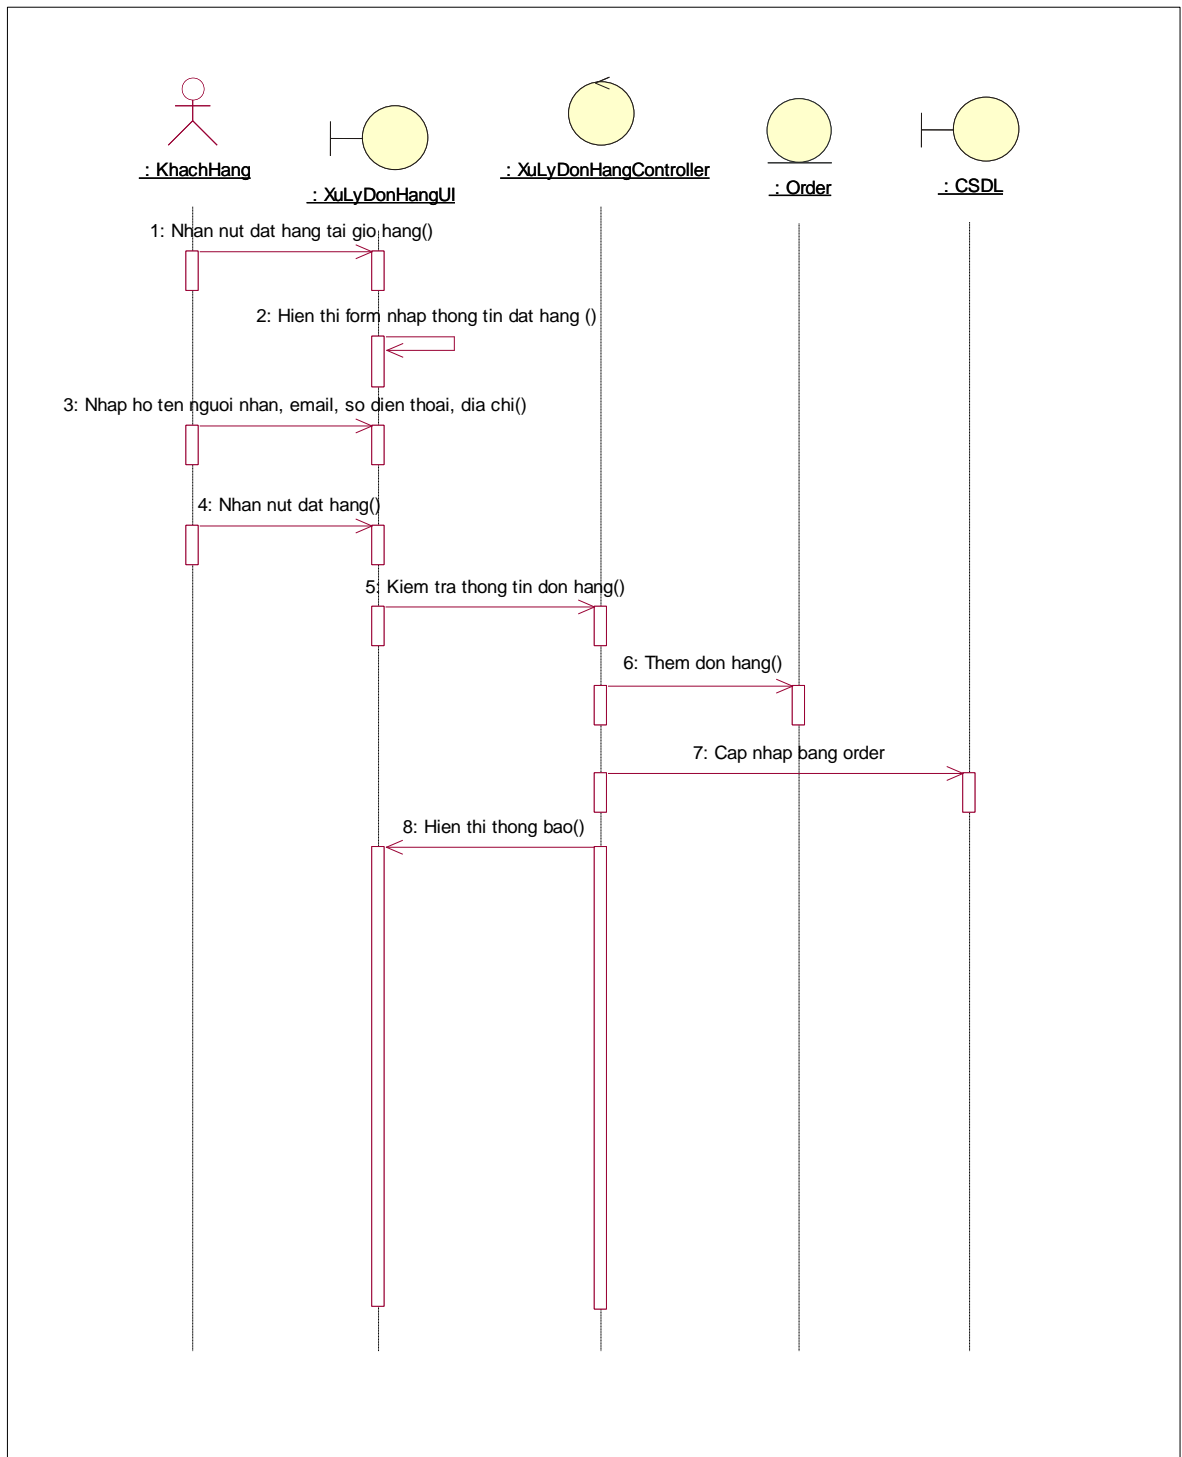 : KhachHang
: XuLyDonHangUI
: XuLyDonHangController
: Order
: CSDL
1: Nhan nut dat hang tai gio hang()
2: Hien thi form nhap thong tin dat hang ()
3: Nhap ho ten nguoi nhan, email, so dien thoai, dia chi()
4: Nhan nut dat hang()
5: Kiem tra thong tin don hang()
6: Them don hang()
7: Cap nhap bang order
8: Hien thi thong bao()